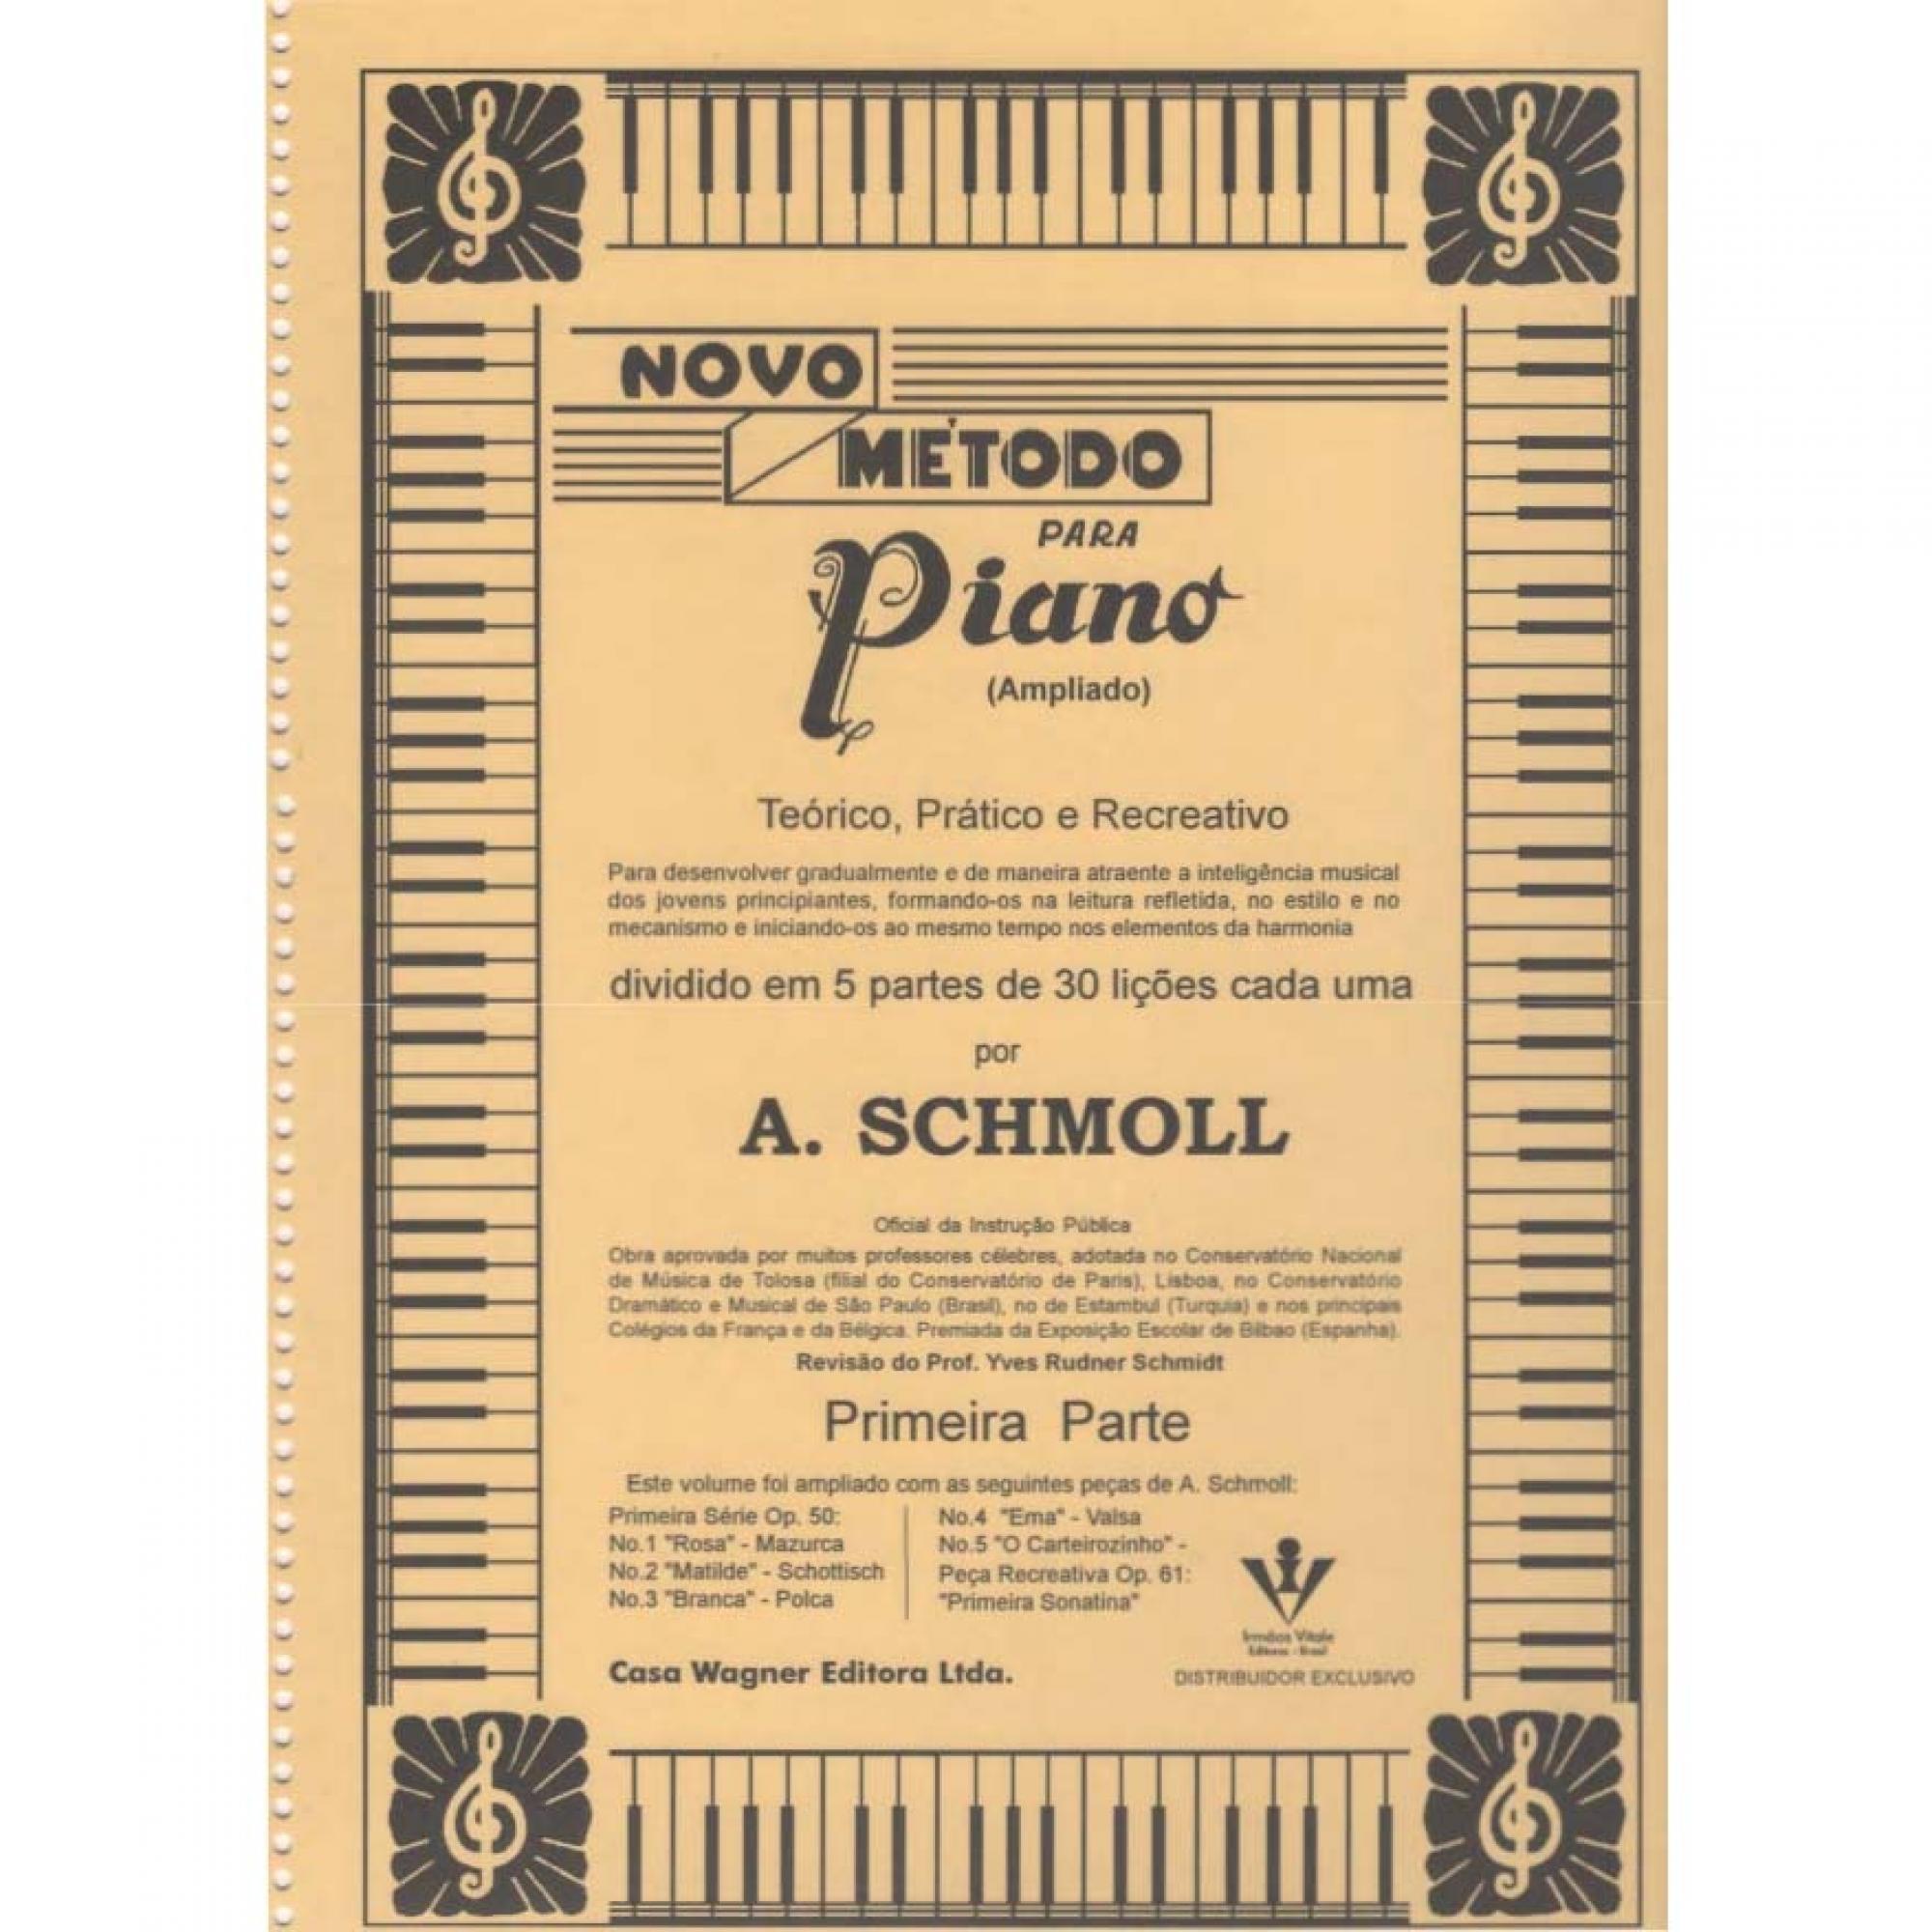 NOVO
MÉTODO
PARA
Piano
(Ampliado)
Teórico, Prático e Recreativo
Para desenvolver gradualmente e de maneira atraente a inteligência musical
dos jovens principiantes, formando-os na leitura refletida, no estilo e no
mecanismo e iniciando-os ao mesmo tempo nos elementos da harmonia
dividido em 5 partes de 30 lições cada uma
por
A. SCHMOLL
Oficial da Instrução Pública
Obra aprovada por muitos professores célebres, adotada no Conservatório Nacional
de Música de Tolosa (filial do Conservatório de Paris), Lisboa, no Conservatório
Dramático e Musical de São Paulo (Brasil), no de Estambul (Turquia) e nos principais
Colégios da França e da Bélgica. Premiada da Exposição Escolar de Bilbao (Espanha).
Revisão do Prof. Yves Rudner Schmidt
Primeira Parte
Este volume foi ampliado com as seguintes peças de A. Schmoll:
Primeira Série Op. 50:
No.1 "Rosa" - Mazurca
No.2 "Matilde" - Schottisch
No.3 "Branca" - Polca
No.4 "Ema" - Valsa
No.5 "O Carteirozinho" -
Peça Recreativa Op. 61:
"Primeira Sonatina"
Irmãos Vitale
Editores - Brasil
Casa Wagner Editora Ltda.
DISTRIBUIDOR EXCLUSIVO